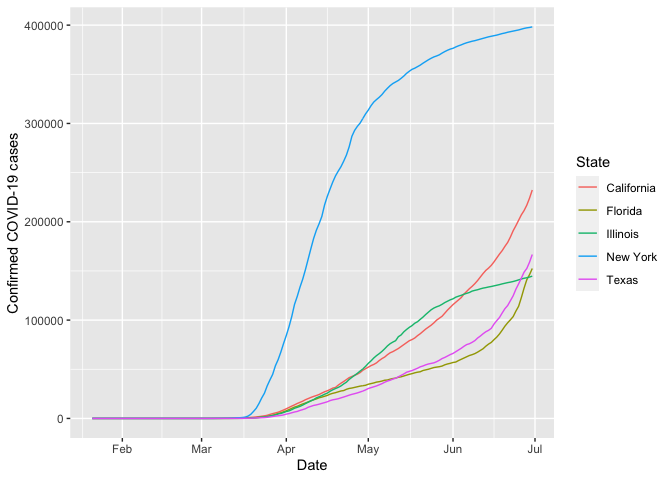 Confirmed COVID-19 cases
400000
300000
200000
100000
0
Feb Mar Apr May Jun Jul
Date
State
California
Florida
Illinois
New York
Texas